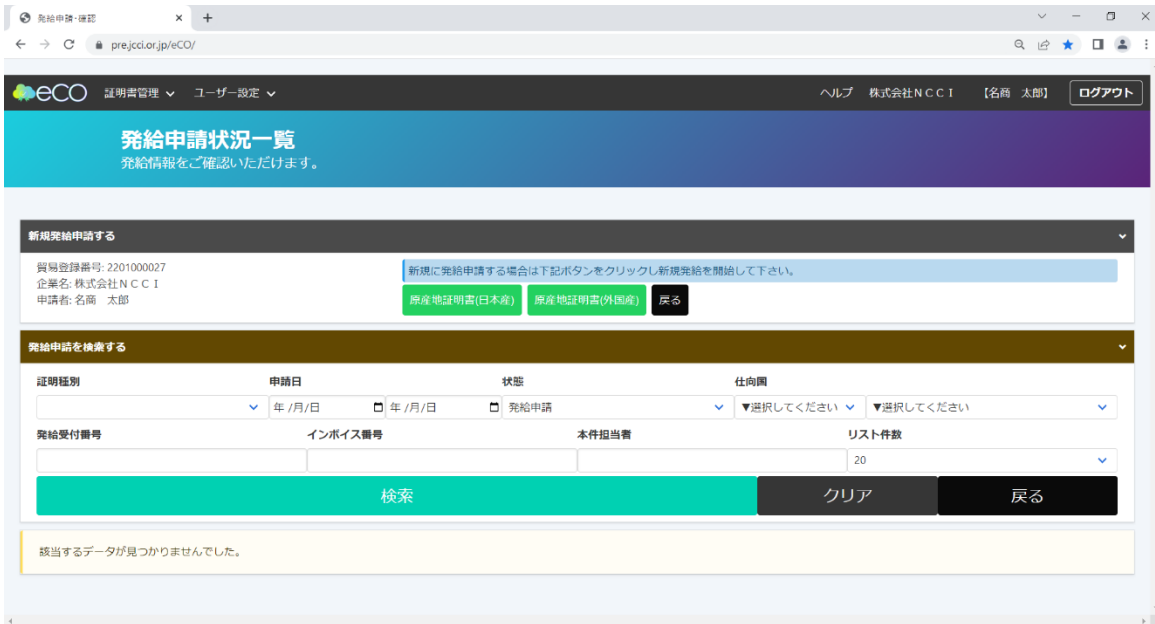 発給申請・確認
pre.jcci.or.jp/eCO/
eCO 証明書管理 ユーザー設定 ヘルプ 株式会社ＮＣＣＩ 【名商　太郎】 ログアウト
発給申請状況一覧
発給情報をご確認いただけます。
新規発給申請する
貿易登録番号: 2201000027
企業名: 株式会社ＮＣＣＩ
申請者: 名商　太郎
新規に発給申請する場合は下記ボタンをクリックし新規発給を開始して下さい。
原産地証明書(日本産) 原産地証明書(外国産) 戻る
発給申請を検索する
証明種別 申請日 状態 仕向国
年 /月/日 年 /月/日 発給申請 ▼選択してください ▼選択してください
発給受付番号 インボイス番号 本件担当者 リスト件数
20
検索 クリア 戻る
該当するデータが見つかりませんでした。